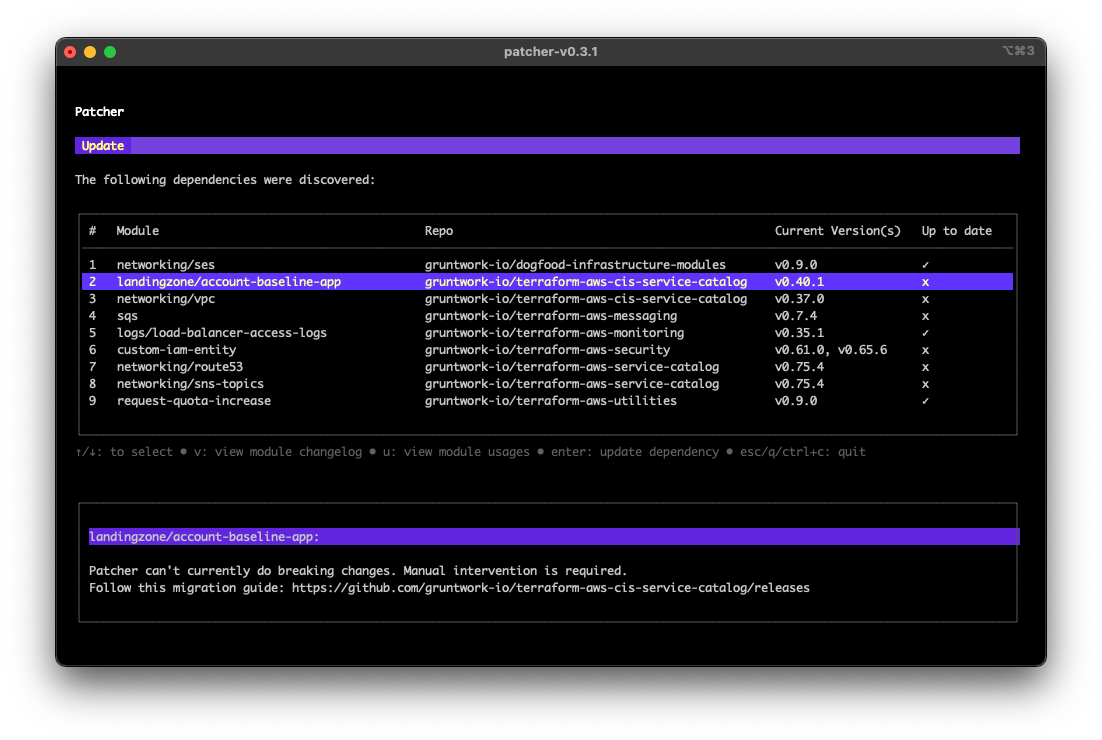 patcher-v0.3.1 ⌥⌘3
Patcher
Update
The following dependencies were discovered:
# Module Repo Current Version(s) Up to date
1 networking/ses gruntwork-io/dogfood-infrastructure-modules v0.9.0 ✓
2 landingzone/account-baseline-app gruntwork-io/terraform-aws-cis-service-catalog v0.40.1 x
3 networking/vpc gruntwork-io/terraform-aws-cis-service-catalog v0.37.0 x
4 sqs gruntwork-io/terraform-aws-messaging v0.7.4 x
5 logs/load-balancer-access-logs gruntwork-io/terraform-aws-monitoring v0.35.1 ✓
6 custom-iam-entity gruntwork-io/terraform-aws-security v0.61.0, v0.65.6 x
7 networking/route53 gruntwork-io/terraform-aws-service-catalog v0.75.4 x
8 networking/sns-topics gruntwork-io/terraform-aws-service-catalog v0.75.4 x
9 request-quota-increase gruntwork-io/terraform-aws-utilities v0.9.0 ✓
↑/↓: to select • v: view module changelog • u: view module usages • enter: update dependency • esc/q/ctrl+c: quit
landingzone/account-baseline-app:
Patcher can't currently do breaking changes. Manual intervention is required.
Follow this migration guide: https://github.com/gruntwork-io/terraform-aws-cis-service-catalog/releases